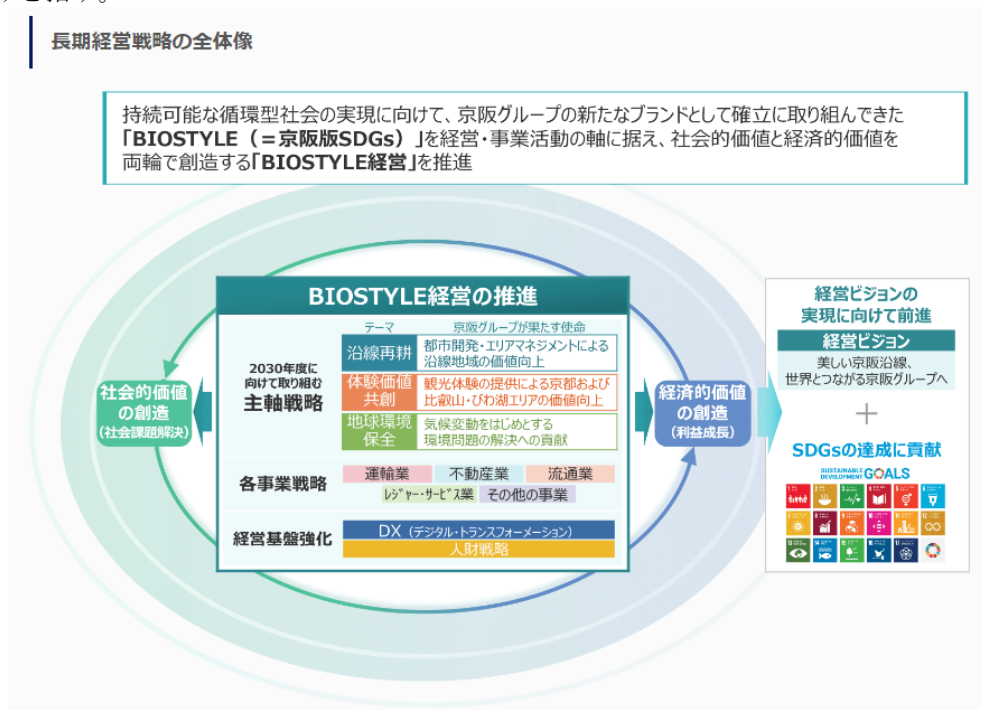 を指す。
長期経営戦略の全体像
持続可能な循環型社会の実現に向けて、京阪グループの新たなブランドとして確立に取り組んできた
「BIOSTYLE（=京阪版SDGs）」を経営・事業活動の軸に据え、社会的価値と経済的価値を
両輪で創造する「BIOSTYLE経営」を推進
BIOSTYLE経営の推進
テーマ 京阪グループが果たす使命
2030年度に
向けて取り組む
主軸戦略
沿線再耕
都市開発・エリアマネジメントによる
沿線地域の価値向上
体験価値
共創
観光体験の提供による京都および
比叡山・びわ湖エリアの価値向上
地球環境
保全
気候変動をはじめとする
環境問題の解決への貢献
各事業戦略
運輸業 不動産業 流通業
ﾚｼﾞｬｰ・ｻｰﾋﾞｽ業 その他の事業
経営基盤強化
DX（デジタル・トランスフォーメーション）
人財戦略
社会的価値
の創造
（社会課題解決）
経済的価値
の創造
（利益成長）
経営ビジョンの
実現に向けて前進
経営ビジョン
美しい京阪沿線、
世界とつながる京阪グループへ
+
SDGsの達成に貢献
SUSTAINABLE
DEVELOPMENT GOALS